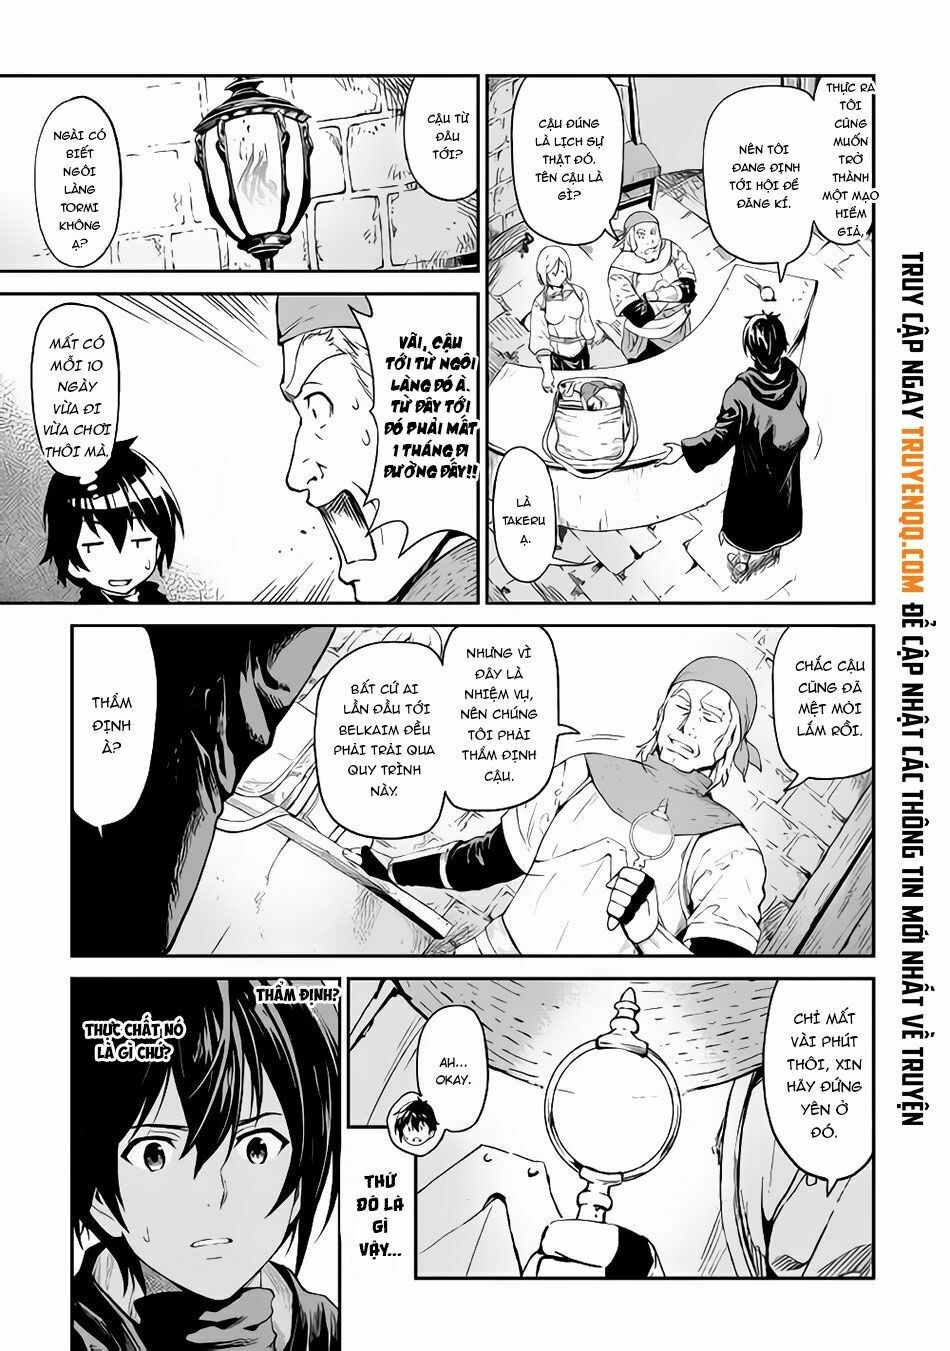 THỰC RA
TÔI
CŨNG
MUỐN
TRỞ
THÀNH
MỘT MẠO
HIỂM
GIẢ,
NÊN TÔI
ĐANG ĐỊNH
TỚI HỘI ĐỂ
ĐĂNG KÍ.
CẬU ĐÚNG
LÀ LỊCH SỰ
THẬT ĐÓ.
TÊN CẬU LÀ
GÌ?
LÀ
TAKERU
Ạ.
CẬU TỪ
ĐÂU
TỚI?
NGÀI CÓ
BIẾT
NGÔI
LÀNG
TORMI
KHÔNG
Ạ?
VÃI, CẬU
TỚI TỪ NGÔI
LÀNG ĐÓ À.
TỪ ĐÂY TỚI
ĐÓ PHẢI MẤT
1 THÁNG ĐI
ĐƯỜNG ĐẤY!!
MẤT CÓ
MỖI 10
NGÀY
VỪA ĐI
VỪA CHƠI
THÔI MÀ.
CHẮC CẬU
CŨNG ĐÃ
MỆT MỎI
LẮM RỒI.
NHƯNG VÌ
ĐÂY LÀ
NHIỆM VỤ,
NÊN CHÚNG
TÔI PHẢI
THẨM ĐỊNH
CẬU.
BẤT CỨ AI
LẦN ĐẦU TỚI
BELKAIM ĐỀU
PHẢI TRẢI QUA
QUY TRÌNH
NÀY.
THẨM
ĐỊNH
À?
CHỈ MẤT
VÀI PHÚT
THÔI, XIN
HÃY ĐỨNG
YÊN Ở
ĐÓ.
AH...
OKAY.
THỨ
ĐÓ LÀ
GÌ
VẬY...
THẨM ĐỊNH?
THỰC CHẤT NÓ
LÀ GÌ CHỨ?
TRUY CẬP NGAY TRUYENQQ.COM ĐỂ CẬP NHẬT CÁC THÔNG TIN MỚI NHẤT VỀ TRUYỆN